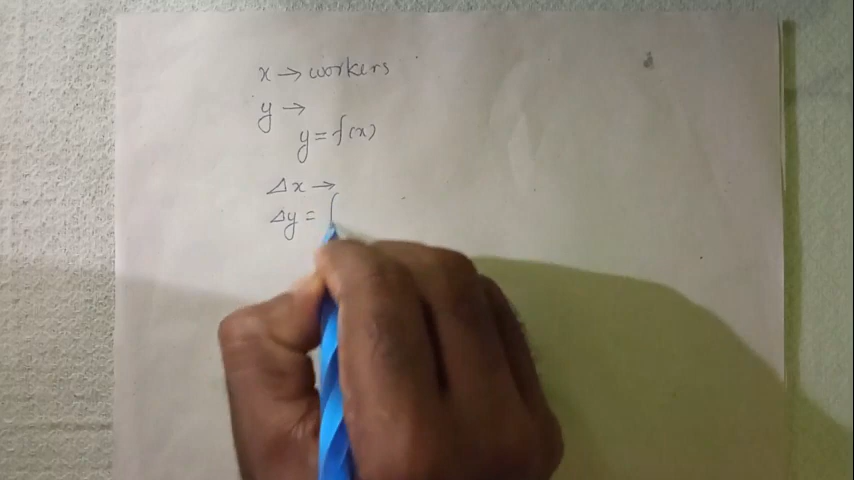 x → workers
y →
y = f(x)
Δx →
Δy = (